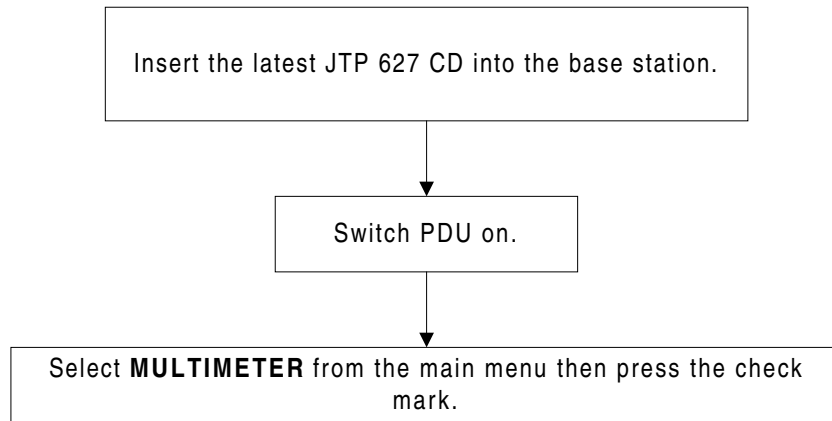 Insert the latest JTP 627 CD into the base station.
Switch PDU on.
Select MULTIMETER from the main menu then press the check
mark.